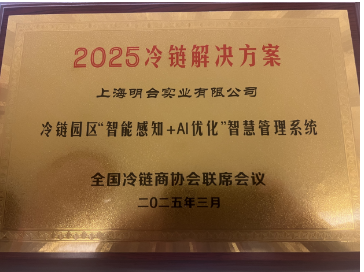 2025冷链解决方案
上海明合实业有限公司
冷链园区“智能感知+AI优化”智慧管理系统
全国冷链商协会联席会议
二〇二五年三月